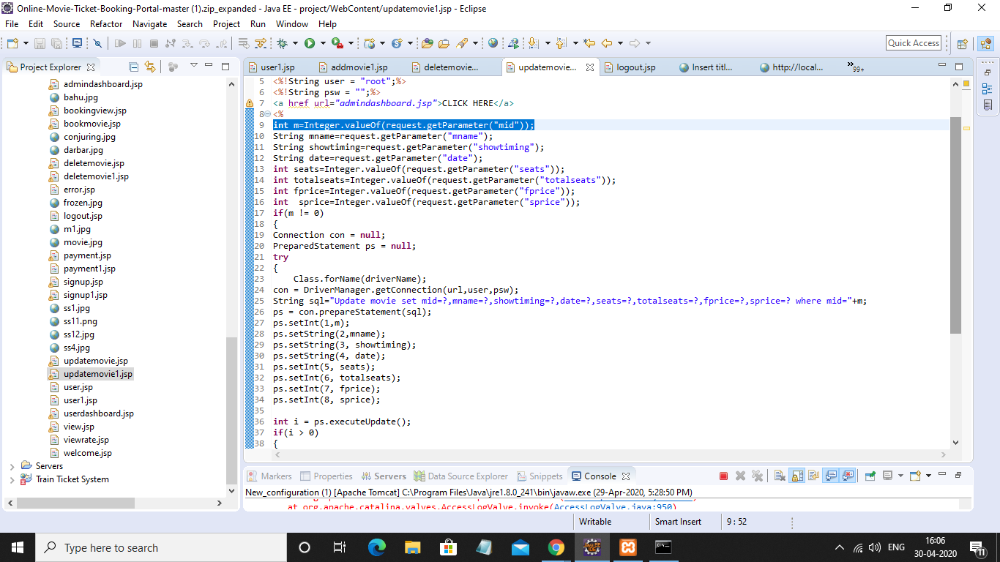 Online-Movie-Ticket-Booking-Portal-master (1).zip_expanded - Java EE - project/WebContent/updatemovie1.jsp - Eclipse
File Edit Source Refactor Navigate Search Project Run Window Help
Quick Access
Project Explorer
user1.jsp addmovie1.jsp deletemovie... updatemovie... logout.jsp Insert titl... http://local... »99+
admindashboard.jsp
bahu.jpg
bookingview.jsp
bookmovie.jsp
conjuring.jpg
darbar.jpg
deletemovie.jsp
deletemovie1.jsp
error.jsp
frozen.jpg
logout.jsp
m1.jpg
movie.jpg
payment.jsp
payment1.jsp
signup.jsp
signup1.jsp
ss1.jpg
ss11.png
ss12.jpg
ss4.jpg
updatemovie.jsp
updatemovie1.jsp
user.jsp
user1.jsp
userdashboard.jsp
view.jsp
viewrate.jsp
welcome.jsp
Servers
Train Ticket System
5 <%!String user = "root";%>
6 <%!String psw = "";%>
7 <a href url="admindashboard.jsp">CLICK HERE</a>
8 <%
9 int m=Integer.valueOf(request.getParameter("mid"));
10 String mname=request.getParameter("mname");
11 String showtiming=request.getParameter("showtiming");
12 String date=request.getParameter("date");
13 int seats=Integer.valueOf(request.getParameter("seats"));
14 int totalseats=Integer.valueOf(request.getParameter("totalseats"));
15 int fprice=Integer.valueOf(request.getParameter("fprice"));
16 int  sprice=Integer.valueOf(request.getParameter("sprice"));
17 if(m != 0)
18 {
19 Connection con = null;
20 PreparedStatement ps = null;
21 try
22 {
23 Class.forName(driverName);
24 con = DriverManager.getConnection(url,user,psw);
25 String sql="Update movie set mid=?,mname=?,showtiming=?,date=?,seats=?,totalseats=?,fprice=?,sprice=? where mid="+m;
26 ps = con.prepareStatement(sql);
27 ps.setInt(1,m);
28 ps.setString(2,mname);
29 ps.setString(3, showtiming);
30 ps.setString(4, date);
31 ps.setInt(5, seats);
32 ps.setInt(6, totalseats);
33 ps.setInt(7, fprice);
34 ps.setInt(8, sprice);
35
36 int i = ps.executeUpdate();
37 if(i > 0)
38 {
Markers Properties Servers Data Source Explorer Snippets Console
New_configuration (1) [Apache Tomcat] C:\Program Files\Java\jre1.8.0_241\bin\javaw.exe (29-Apr-2020, 5:28:50 PM)
at org.apache.catalina.valves.AccessLogValve.invoke(AccessLogValve.java:950)
Writable Smart Insert 9 : 52
Type here to search
ENG
16:06
30-04-2020
11